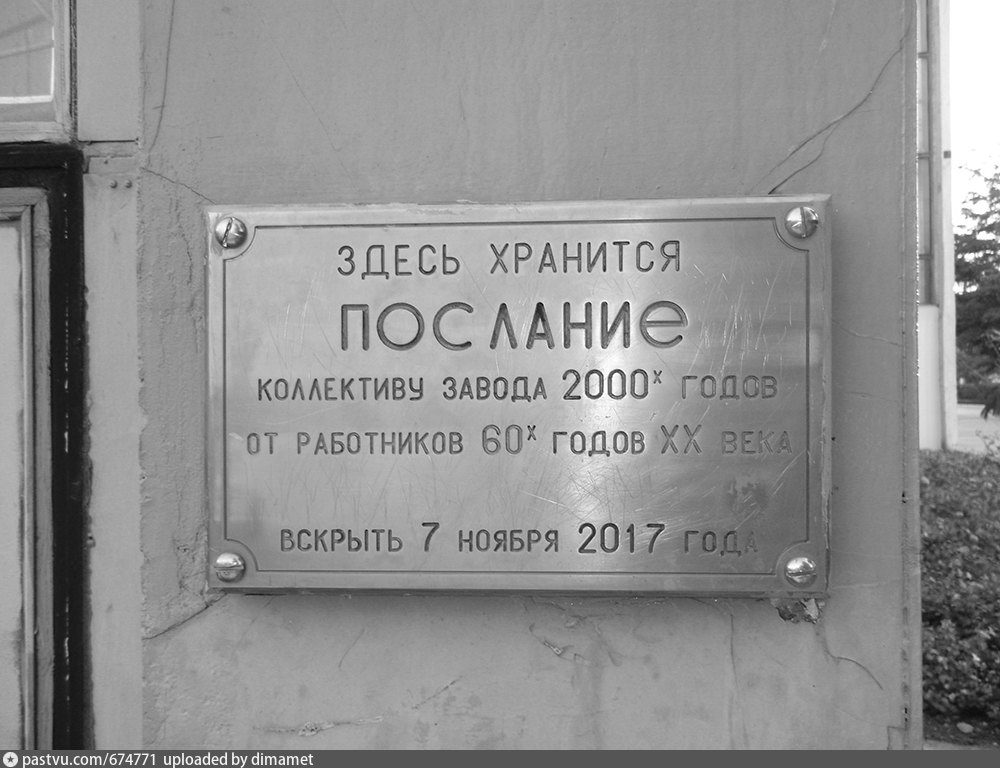 ЗДЕСЬ ХРАНИТСЯ
ПОСЛАНИЕ
КОЛЛЕКТИВУ ЗАВОДА 2000х ГОДОВ
ОТ РАБОТНИКОВ 60х ГОДОВ XX ВЕКА
ВСКРЫТЬ 7 НОЯБРЯ 2017 ГОДА
pastvu.com/674771 uploaded by dimamet